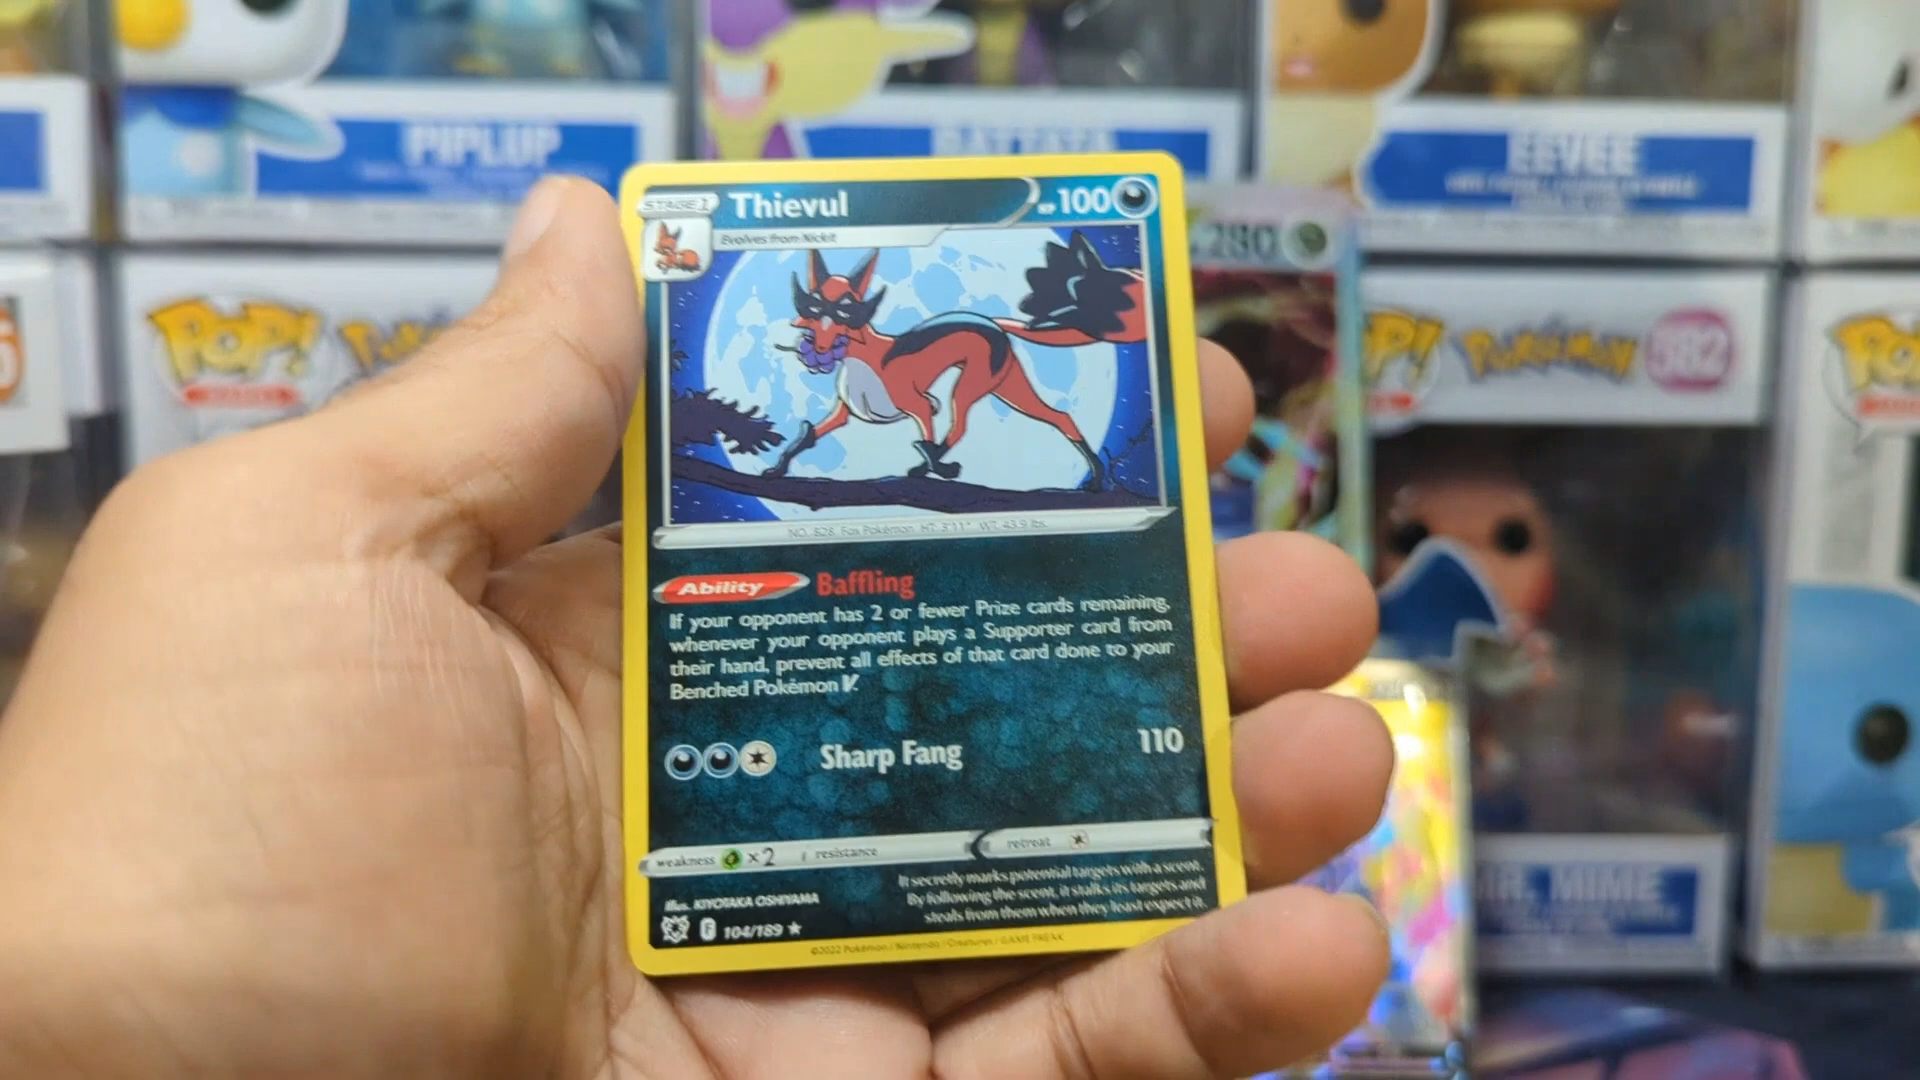 PIPLUP
RATTATA
EEVEE
STAGE 1
Thievul
HP 100
Evolves from Nickit
280
NO. 828 Fox Pokémon HT: 3'11" WT: 43.9 lbs.
Ability Baffling
If your opponent has 2 or fewer Prize cards remaining,
whenever your opponent plays a Supporter card from
their hand, prevent all effects of that card done to your
Benched Pokémon V.
Sharp Fang 110
weakness ×2 resistance retreat
It secretly marks potential targets with a scent.
By following the scent, it stalks its targets and
steals from them when they least expect it.
Illus. KIYOTAKA OSHIYAMA
F 104/189 ★
©2022 Pokémon / Nintendo / Creatures / GAME FREAK
POP!
POP!
Pokémon
582
MR. MIME